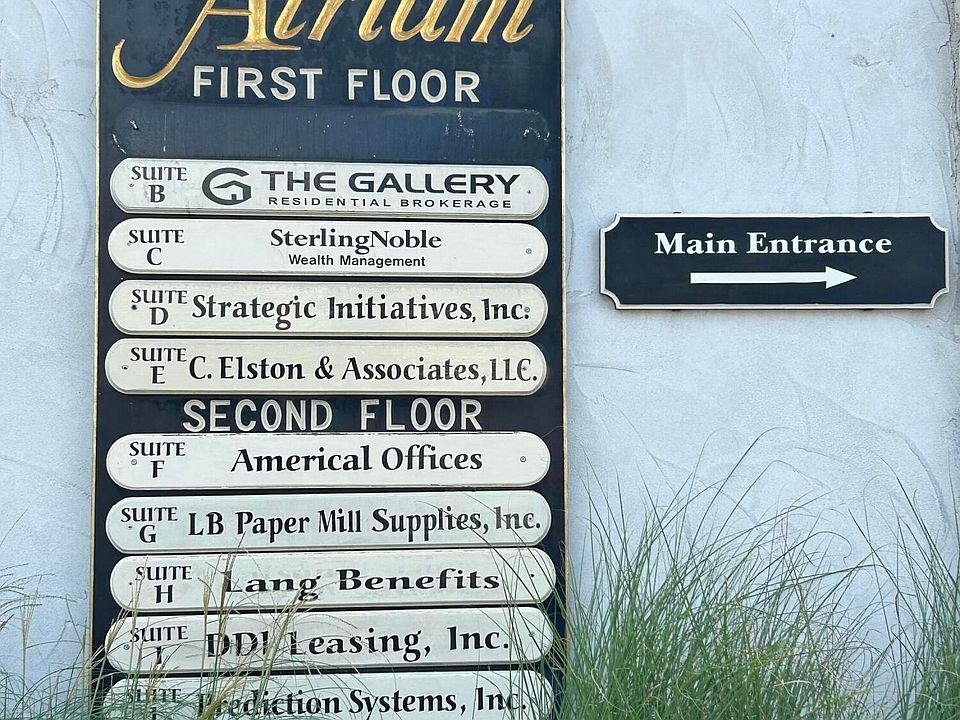 Atrium
FIRST FLOOR
SUITE B THE GALLERY
RESIDENTIAL BROKERAGE
SUITE C SterlingNoble
Wealth Management
SUITE D Strategic Initiatives, Inc.
SUITE E C. Elston & Associates, LLC.
SECOND FLOOR
SUITE F Americal Offices
SUITE G LB Paper Mill Supplies, Inc.
SUITE H Lang Benefits
SUITE I DDI Leasing, Inc.
SUITE Prediction Systems, Inc.
Main Entrance